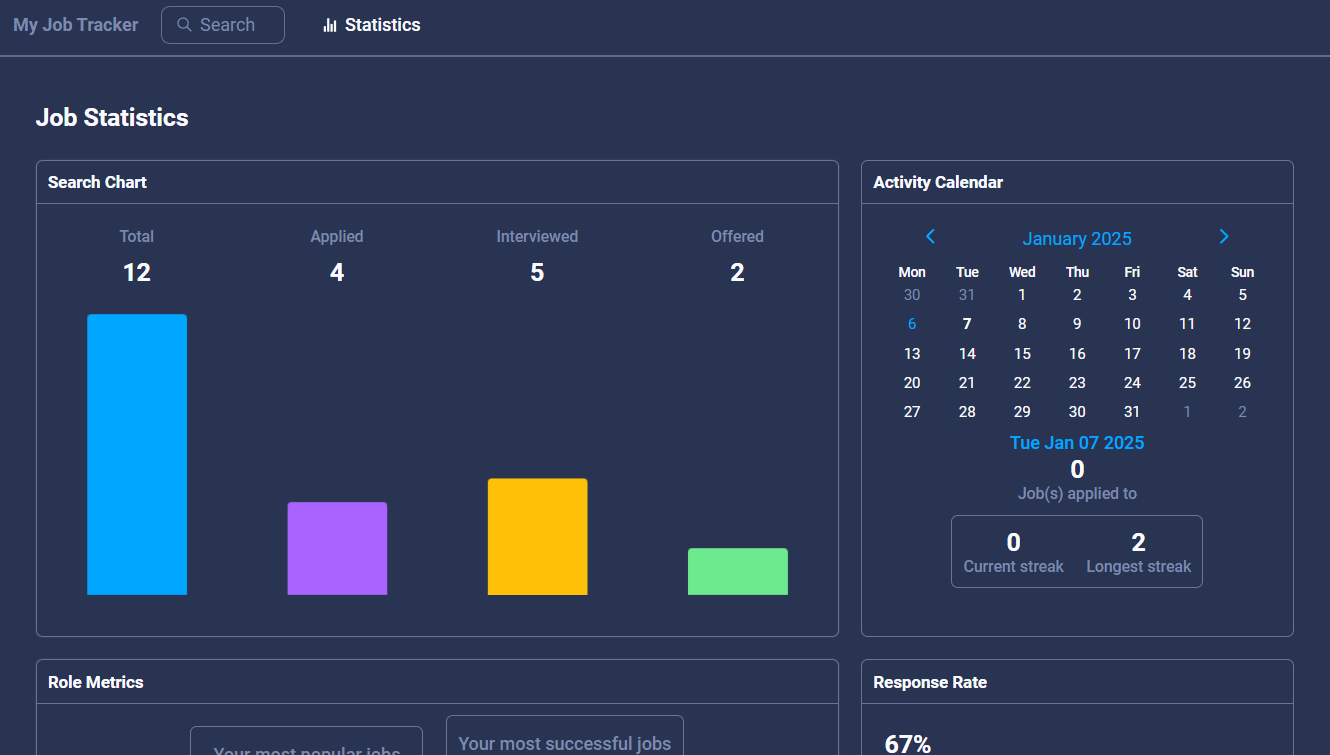 My Job Tracker Search Statistics
Job Statistics
Search Chart
Total Applied Interviewed Offered
12 4 5 2
Activity Calendar
January 2025
Mon Tue Wed Thu Fri Sat Sun
30 31 1 2 3 4 5
6 7 8 9 10 11 12
13 14 15 16 17 18 19
20 21 22 23 24 25 26
27 28 29 30 31 1 2
Tue Jan 07 2025
0
Job(s) applied to
0 2
Current streak Longest streak
Role Metrics
Your most popular jobs
Your most successful jobs
Response Rate
67%